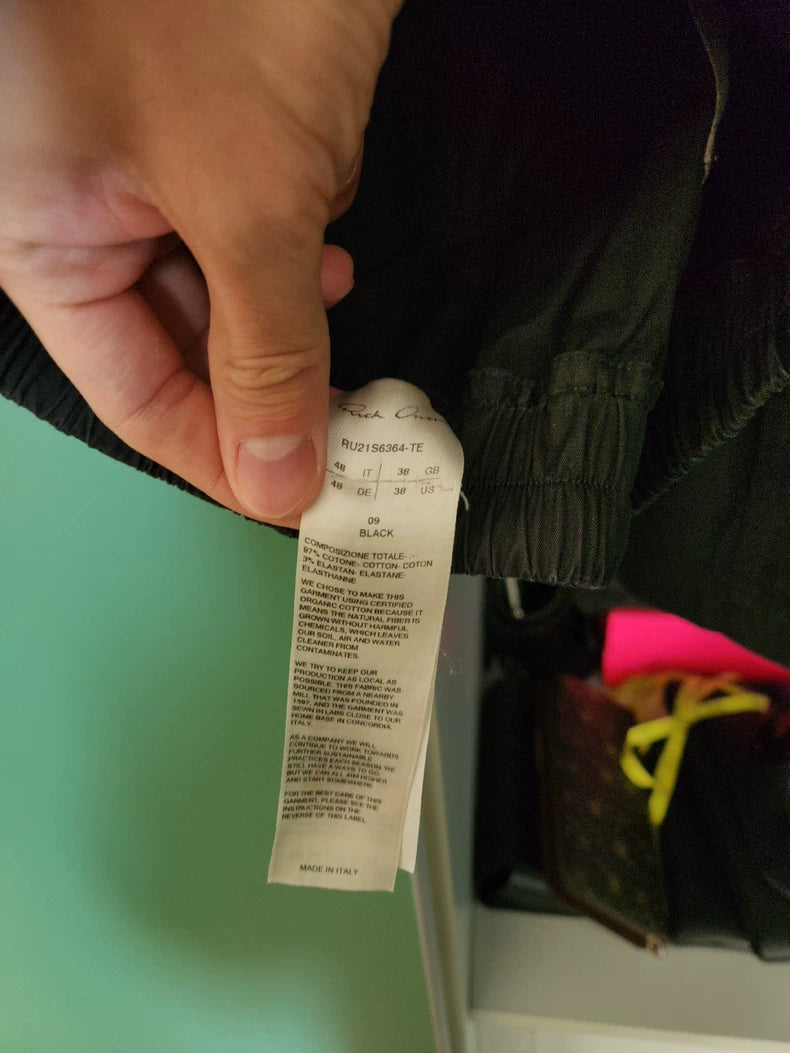 Rick Owens
RU21S6364-TE
48 IT 38 GB
48 DE 38 US
09
BLACK
COMPOSIZIONE TOTALE-
97% COTONE- COTTON- COTON
3% ELASTAN- ELASTANE-
ELASTHANNE
WE CHOSE TO MAKE THIS
GARMENT USING CERTIFIED
ORGANIC COTTON BECAUSE IT
MEANS THE NATURAL FIBER IS
GROWN WITHOUT HARMFUL
CHEMICALS, WHICH LEAVES
OUR SOIL, AIR AND WATER
CLEANER FROM
CONTAMINATES.
WE TRY TO KEEP OUR
PRODUCTION AS LOCAL AS
POSSIBLE. THIS FABRIC WAS
SOURCED FROM A NEARBY
MILL THAT WAS FOUNDED IN
1997, AND THE GARMENT WAS
SEWN IN LABS CLOSE TO OUR
HOME BASE IN CONCORDIA,
ITALY.
AS A COMPANY WE WILL
CONTINUE TO WORK TOWARDS
FURTHER SUSTAINABLE
PRACTICES EACH SEASON. WE
STILL HAVE A WAYS TO GO,
BUT WE CAN ALL AIM HIGHER
AND START SOMEWHERE.
FOR THE BEST CARE OF THIS
GARMENT, PLEASE SEE THE
INSTRUCTIONS ON THE
REVERSE OF THIS LABEL.
MADE IN ITALY